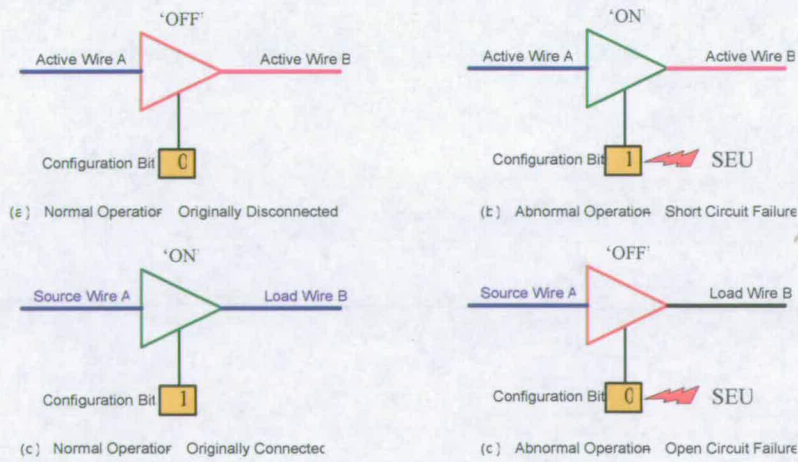 'OFF'
Active Wire A
Active Wire B
Configuration Bit 0
(a) Normal Operation Originally Disconnected
'ON'
Active Wire A
Active Wire B
Configuration Bit 1 SEU
(b) Abnormal Operation Short Circuit Failure
'ON'
Source Wire A
Load Wire B
Configuration Bit 1
(c) Normal Operation Originally Connected
'OFF'
Source Wire A
Load Wire B
Configuration Bit 0 SEU
(c) Abnormal Operation Open Circuit Failure